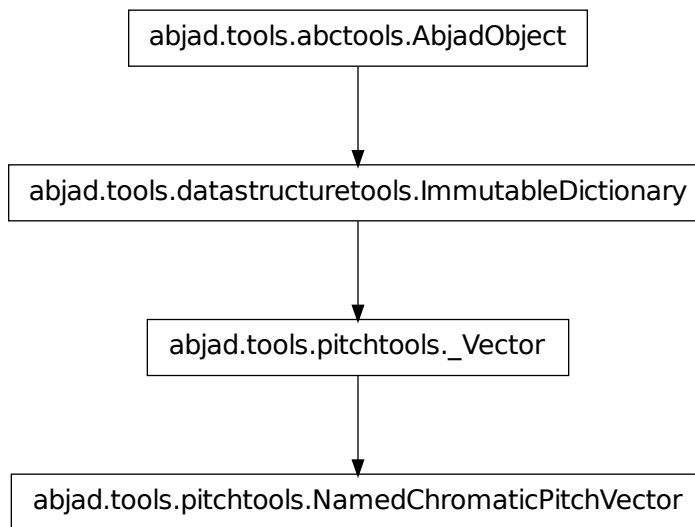 abjad.tools.abctools.AbjadObject
abjad.tools.datastructuretools.ImmutableDictionary
abjad.tools.pitchtools._Vector
abjad.tools.pitchtools.NamedChromaticPitchVector